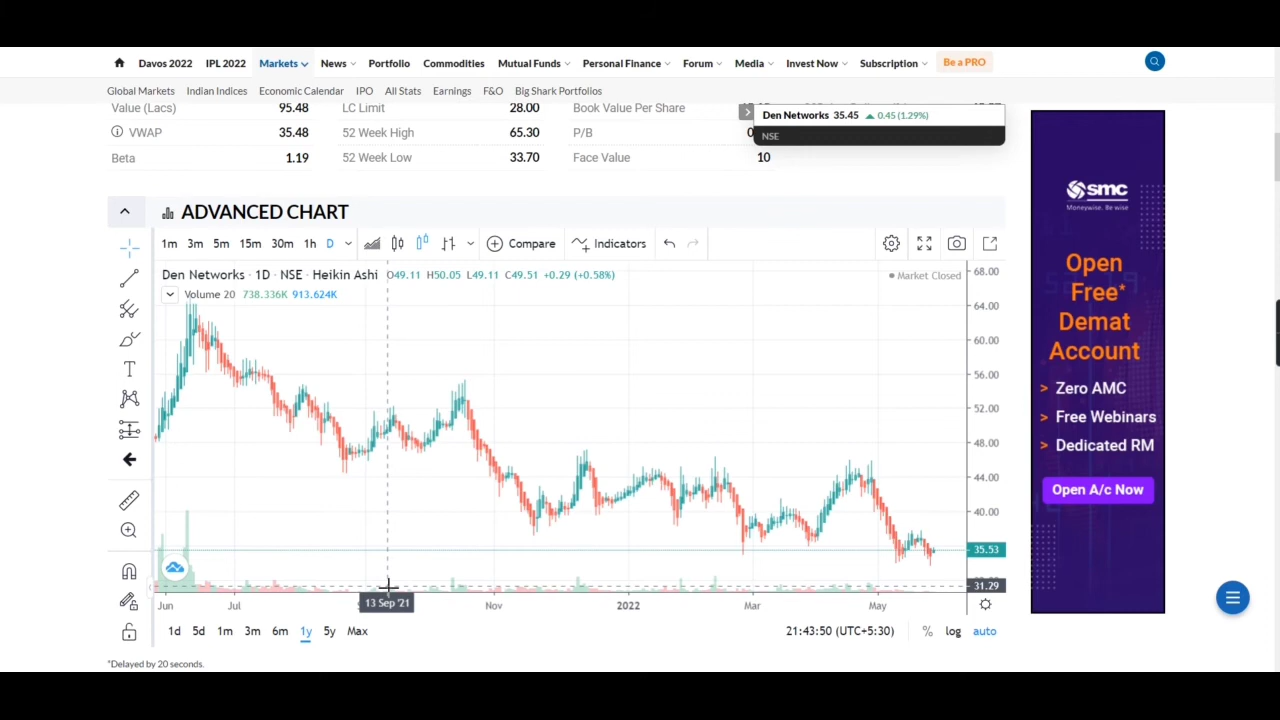 Davos 2022 IPL 2022 Markets News Portfolio Commodities Mutual Funds Personal Finance Forum Media Invest Now Subscription Be a PRO
Global Markets Indian Indices Economic Calendar IPO All Stats Earnings F&O Big Shark Portfolios
Value (Lacs) 95.48 LC Limit 28.00 Book Value Per Share
Den Networks 35.45 0.45 (1.29%)
VWAP 35.48 52 Week High 65.30 P/B
NSE
Beta 1.19 52 Week Low 33.70 Face Value 10
ADVANCED CHART
1m 3m 5m 15m 30m 1h D Compare Indicators
Den Networks · 1D · NSE · Heikin Ashi O49.11 H50.05 L49.11 C49.51 +0.29 (+0.58%) Market Closed
Volume 20 738.336K 913.624K
68.00
64.00
60.00
56.00
52.00
48.00
44.00
40.00
35.53
31.29
13 Sep '21
Jun Jul Nov 2022 Mar May
1d 5d 1m 3m 6m 1y 5y Max 21:43:50 (UTC+5:30) % log auto
*Delayed by 20 seconds.
smc
Moneywise. Be wise
Open
Free*
Demat
Account
> Zero AMC
> Free Webinars
> Dedicated RM
Open A/c Now